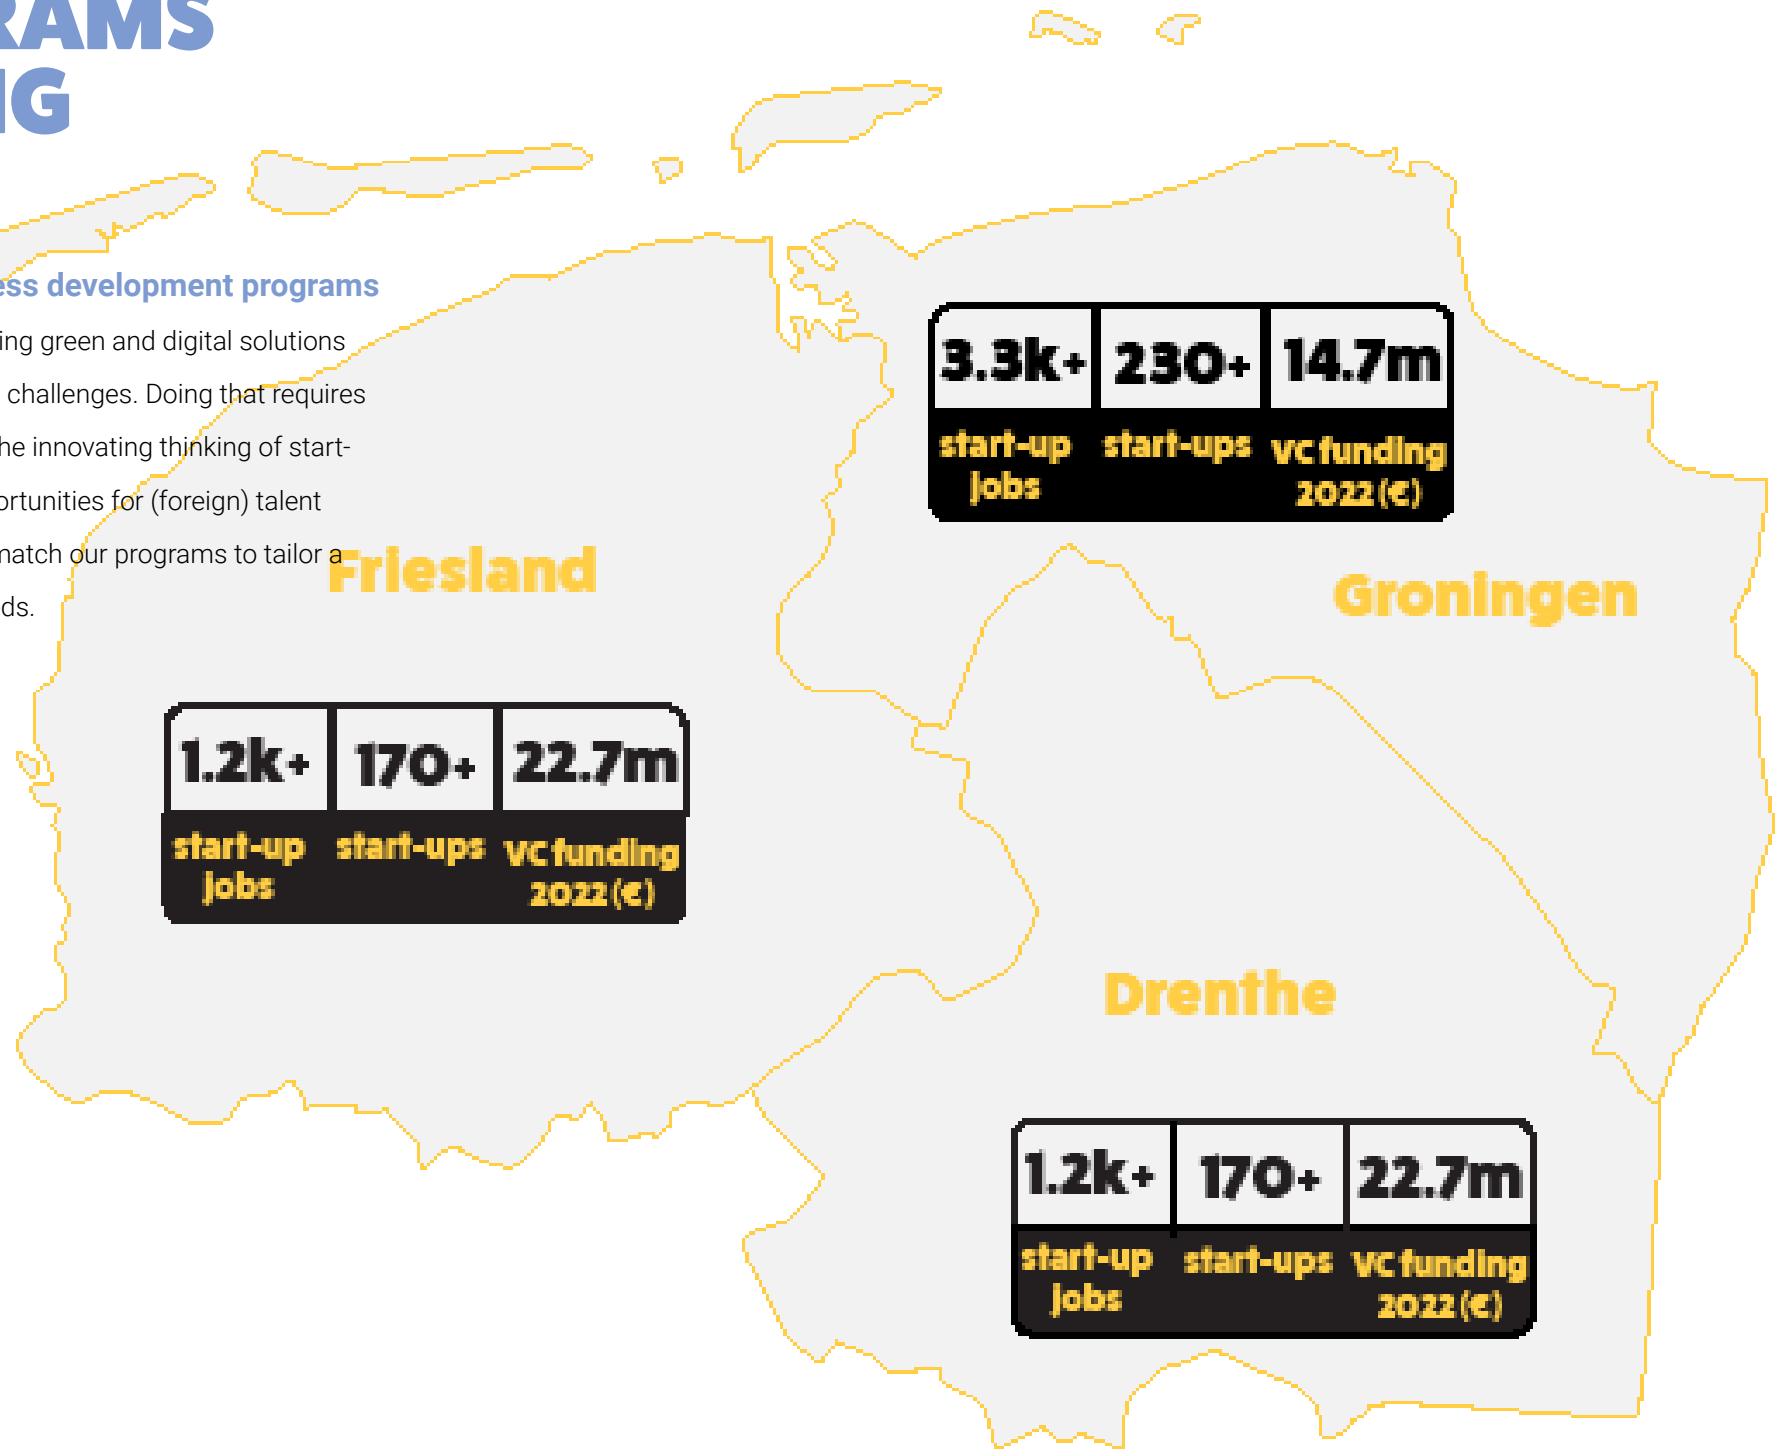 RAMS
NG
ess development programs
ing green and digital solutions
challenges. Doing that requires
he innovating thinking of start-
ortunities for (foreign) talent
match our programs to tailor a
ds.
3.3k+ 230+ 14.7m
start-up jobs start-ups VC funding 2022 (€)
Friesland
Groningen
1.2k+ 170+ 22.7m
start-up jobs start-ups VC funding 2022 (€)
Drenthe
1.2k+ 170+ 22.7m
start-up jobs start-ups VC funding 2022 (€)